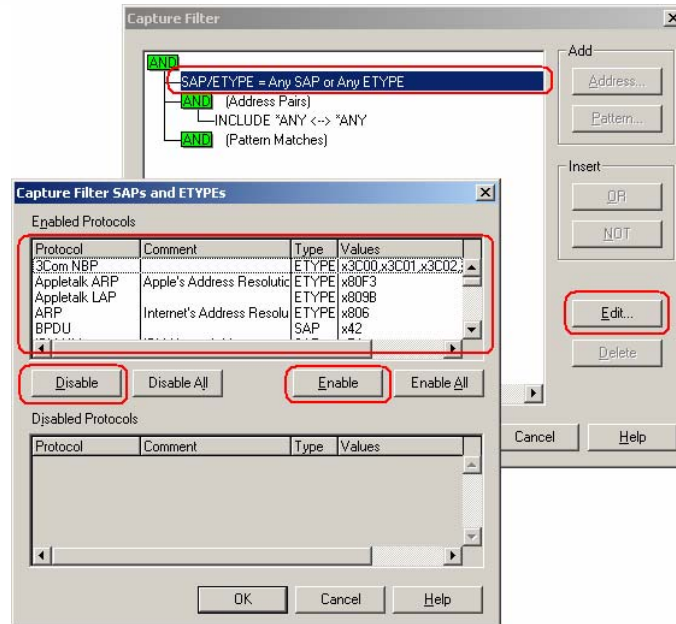 Capture Filter
AND
SAP/ETYPE = Any SAP or Any ETYPE
AND (Address Pairs)
INCLUDE *ANY <--> *ANY
AND (Pattern Matches)
Add
Address...
Pattern...
Insert
OR
NOT
Edit...
Delete
Cancel Help
Capture Filter SAPs and ETYPEs
Enabled Protocols
Protocol Comment Type Values
3Com NBP ETYPE x3C00,x3C01,x3C02,
Appletalk ARP Apple's Address Resolutic ETYPE x80F3
Appletalk LAP ETYPE x809B
ARP Internet's Address Resolu ETYPE x806
BPDU SAP x42
Disable Disable All Enable Enable All
Disabled Protocols
Protocol Comment Type Values
OK Cancel Help